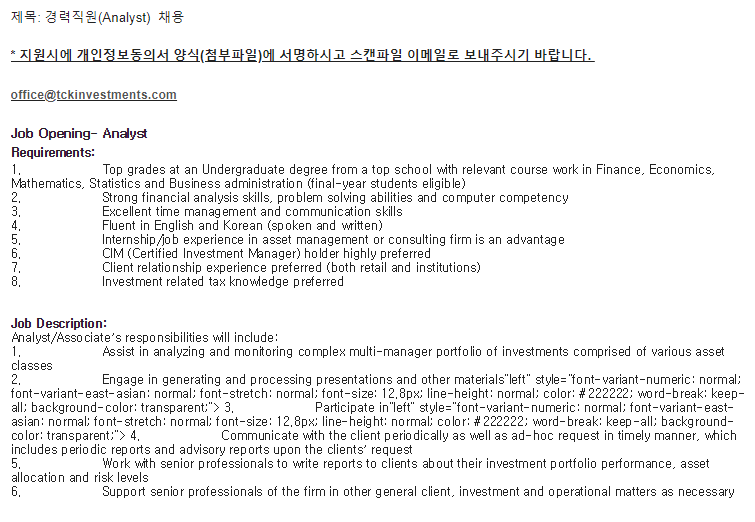 제목: 경력직원(Analyst) 채용
* 지원시에 개인정보동의서 양식(첨부파일)에 서명하시고 스캔파일 이메일로 보내주시기 바랍니다.
office@tckinvestments.com
Job Opening- Analyst
Requirements:
1. Top grades at an Undergraduate degree from a top school with relevant course work in Finance, Economics,
Mathematics, Statistics and Business administration (final-year students eligible)
2. Strong financial analysis skills, problem solving abilities and computer competency
3. Excellent time management and communication skills
4. Fluent in English and Korean (spoken and written)
5. Internship/job experience in asset management or consulting firm is an advantage
6. CIM (Certified Investment Manager) holder highly preferred
7. Client relationship experience preferred (both retail and institutions)
8. Investment related tax knowledge preferred
Job Description:
Analyst/Associate's responsibilities will include:
1. Assist in analyzing and monitoring complex multi-manager portfolio of investments comprised of various asset
classes
2. Engage in generating and processing presentations and other materials"left" style="font-variant-numeric: normal;
font-variant-east-asian: normal; font-stretch: normal; font-size: 12.8px; line-height: normal; color: #222222; word-break: keep-
all; background-color: transparent;"> 3. Participate in"left" style="font-variant-numeric: normal; font-variant-east-
asian: normal; font-stretch: normal; font-size: 12.8px; line-height: normal; color: #222222; word-break: keep-all; background-
color: transparent;"> 4. Communicate with the client periodically as well as ad-hoc request in timely manner, which
includes periodic reports and advisory reports upon the clients' request
5. Work with senior professionals to write reports to clients about their investment portfolio performance, asset
allocation and risk levels
6. Support senior professionals of the firm in other general client, investment and operational matters as necessary